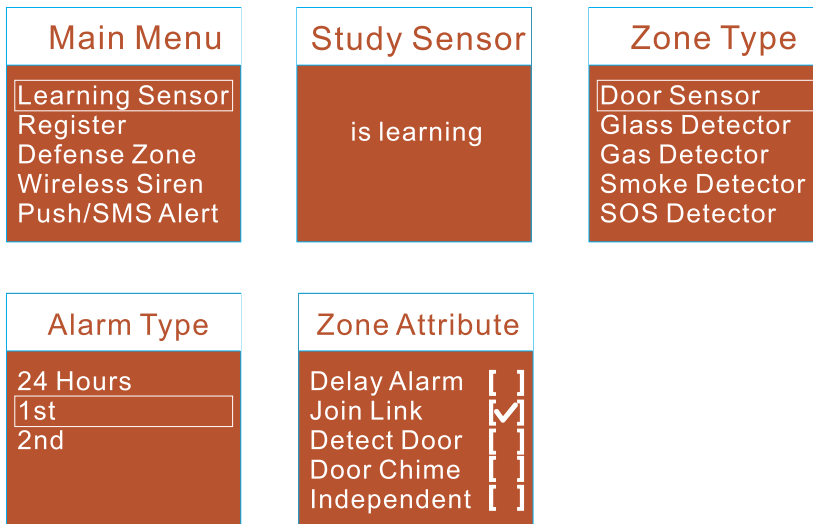 Main Menu
Learning Sensor
Register
Defense Zone
Wireless Siren
Push/SMS Alert
Study Sensor
is learning
Zone Type
Door Sensor
Glass Detector
Gas Detector
Smoke Detector
SOS Detector
Alarm Type
24 Hours
1st
2nd
Zone Attribute
Delay Alarm [ ]
Join Link [✓]
Detect Door [ ]
Door Chime [ ]
Independent [ ]